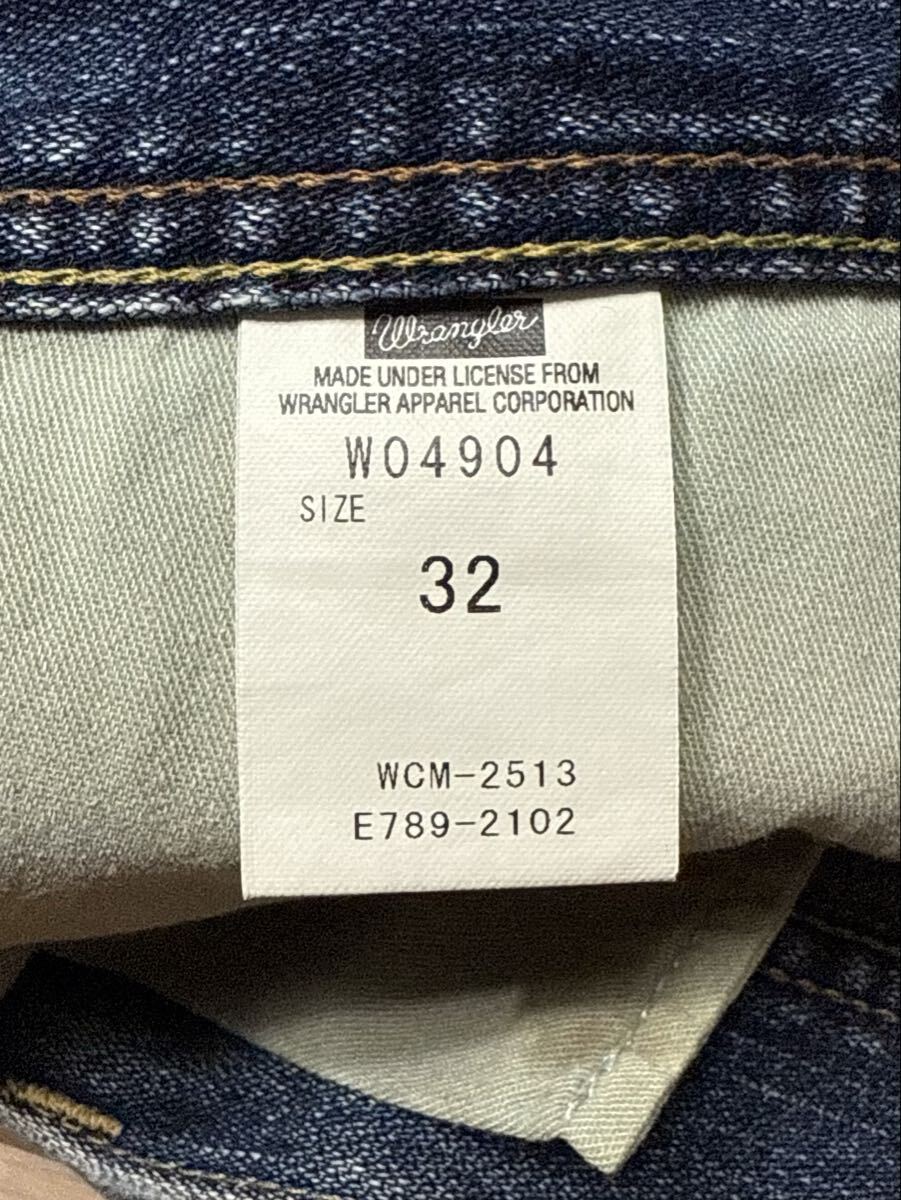 Wrangler
MADE UNDER LICENSE FROM
WRANGLER APPAREL CORPORATION
W04904
SIZE
32
WCM-2513
E789-2102